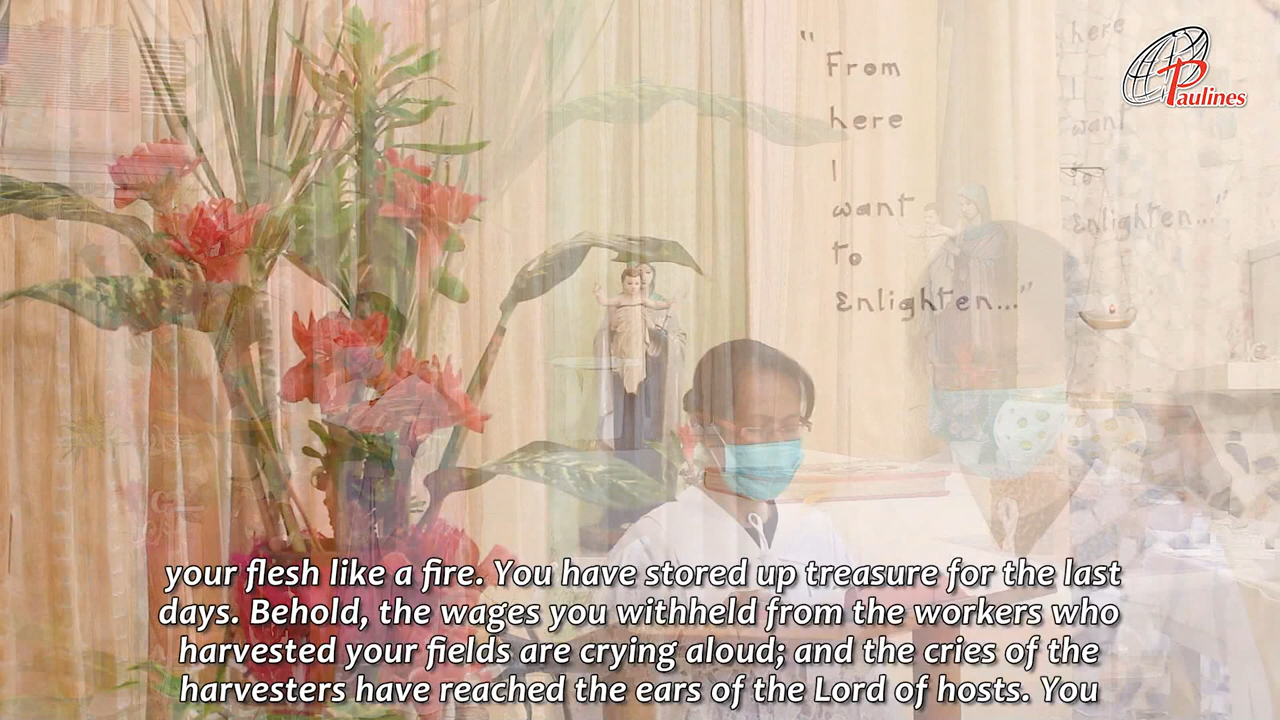 "From
here
I
want
to
Enlighten..."
here
want
to
Enlighten..."
Paulines
your flesh like a fire. You have stored up treasure for the last
days. Behold, the wages you withheld from the workers who
harvested your fields are crying aloud; and the cries of the
harvesters have reached the ears of the Lord of hosts. You